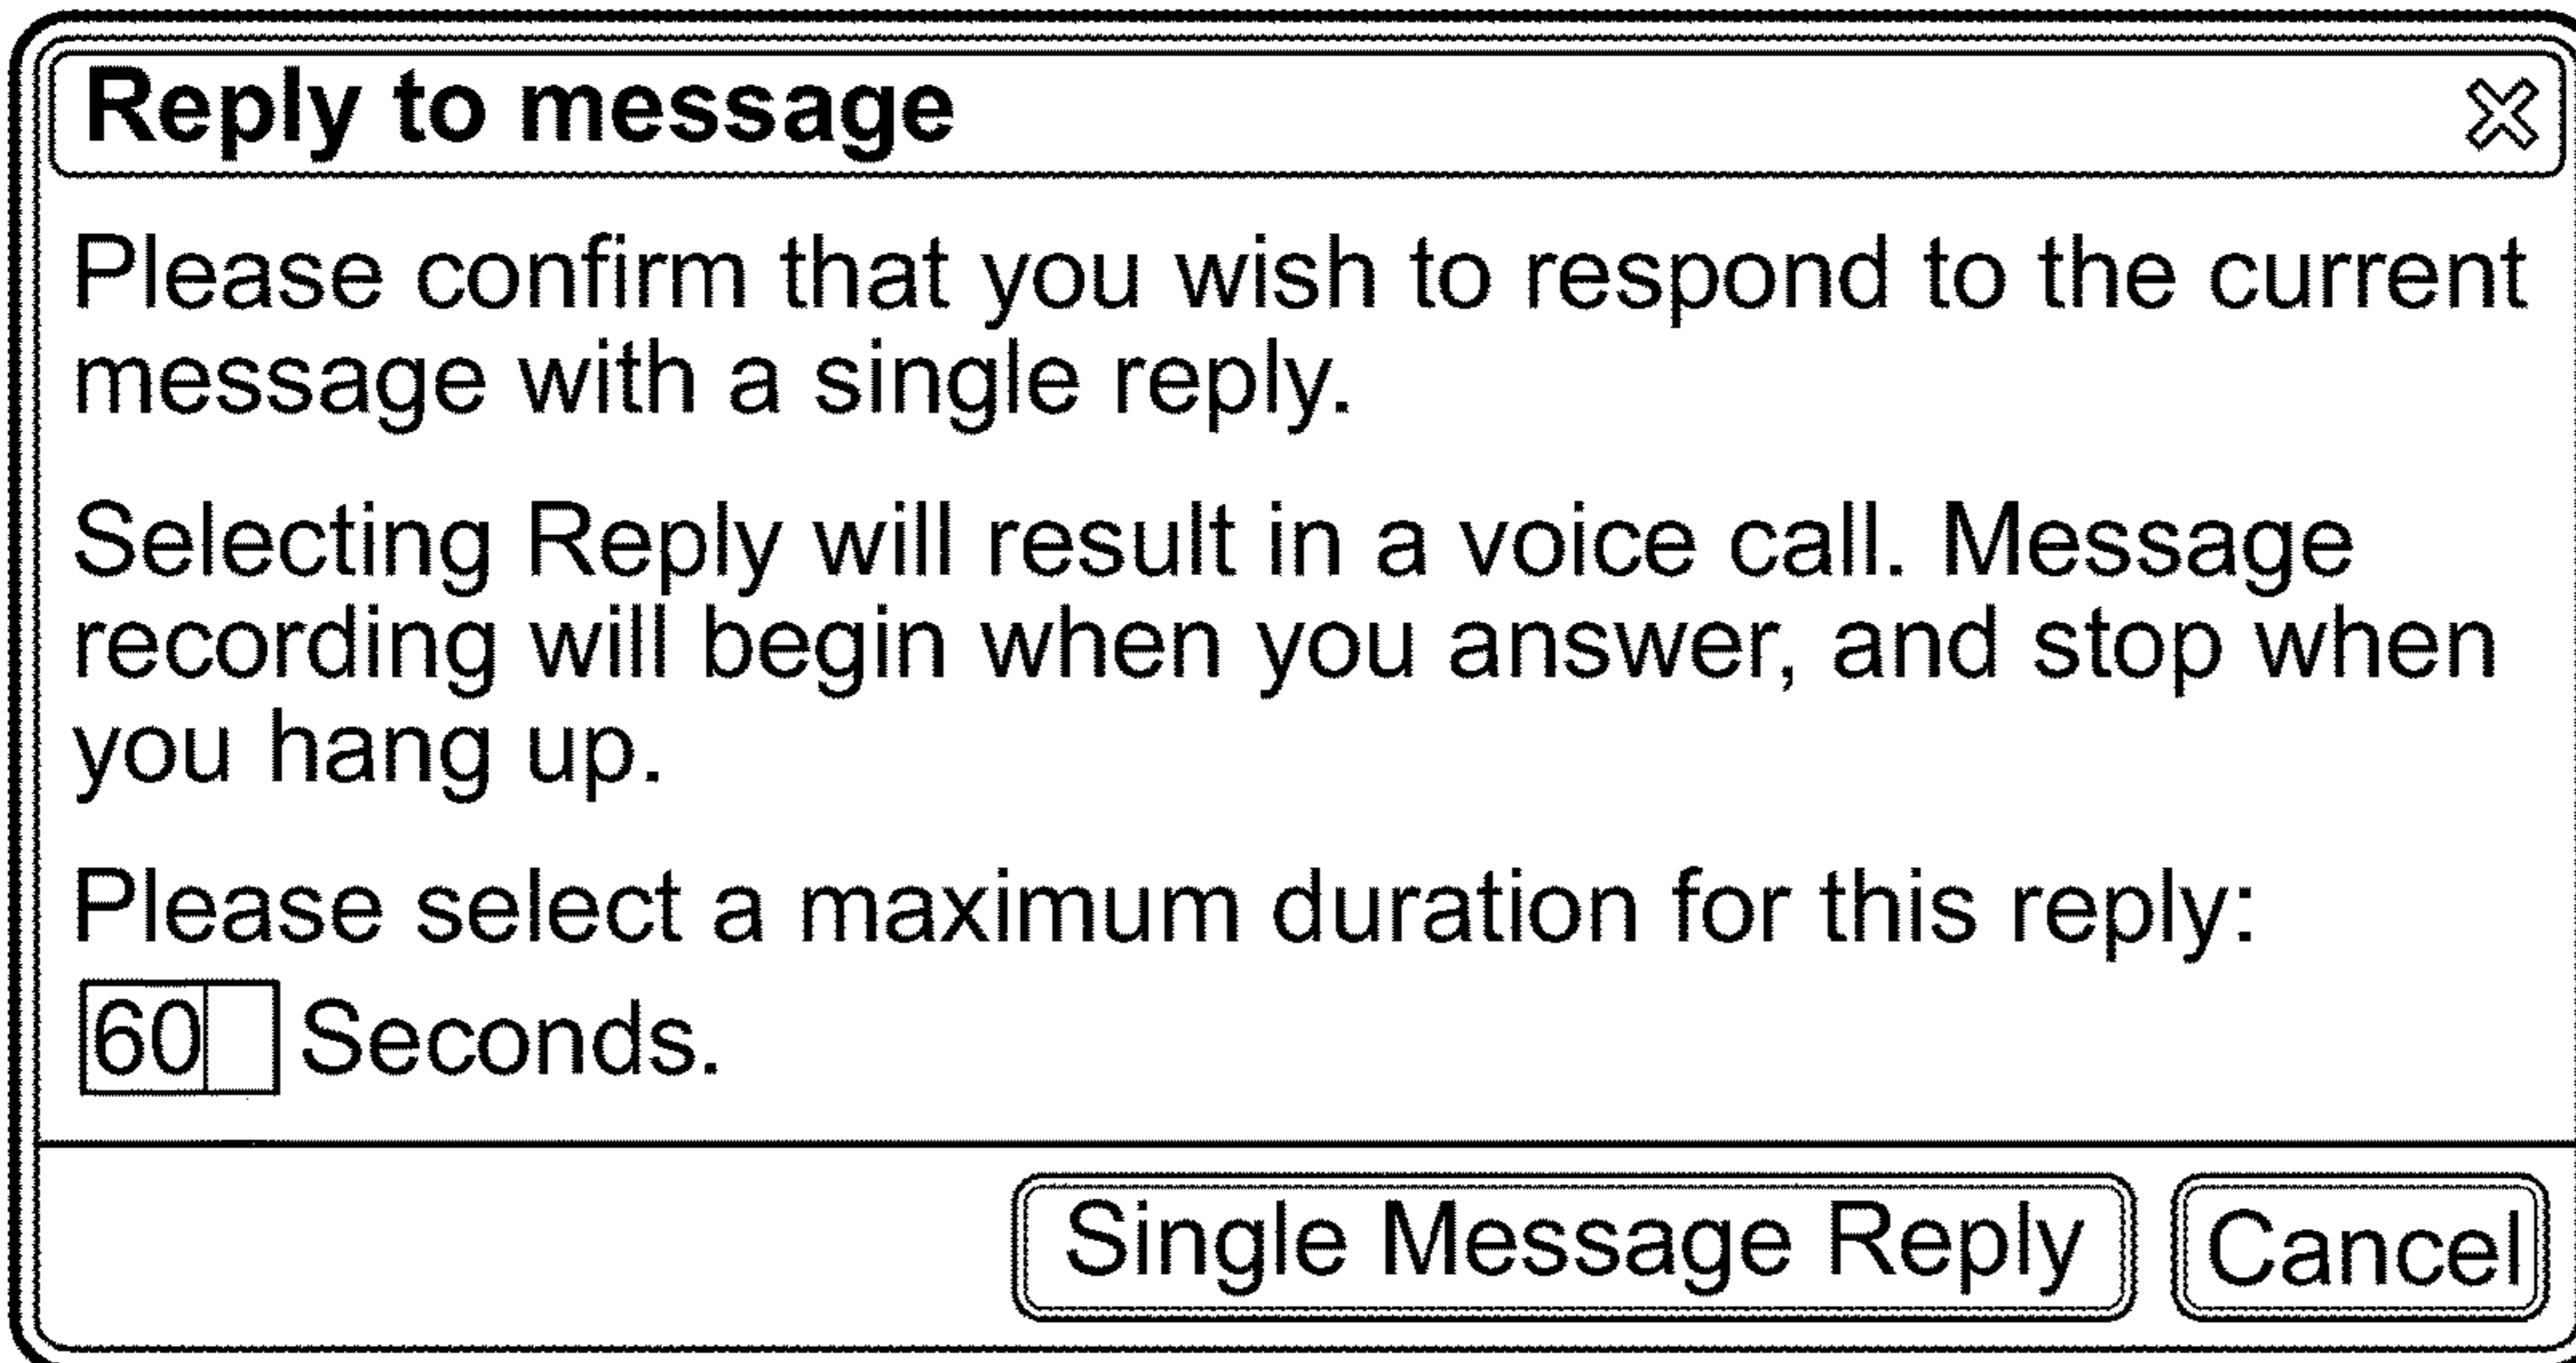 Reply to message
Please confirm that you wish to respond to the current
message with a single reply.
Selecting Reply will result in a voice call. Message
recording will begin when you answer, and stop when
you hang up.
Please select a maximum duration for this reply:
60 Seconds.
Single Message Reply Cancel